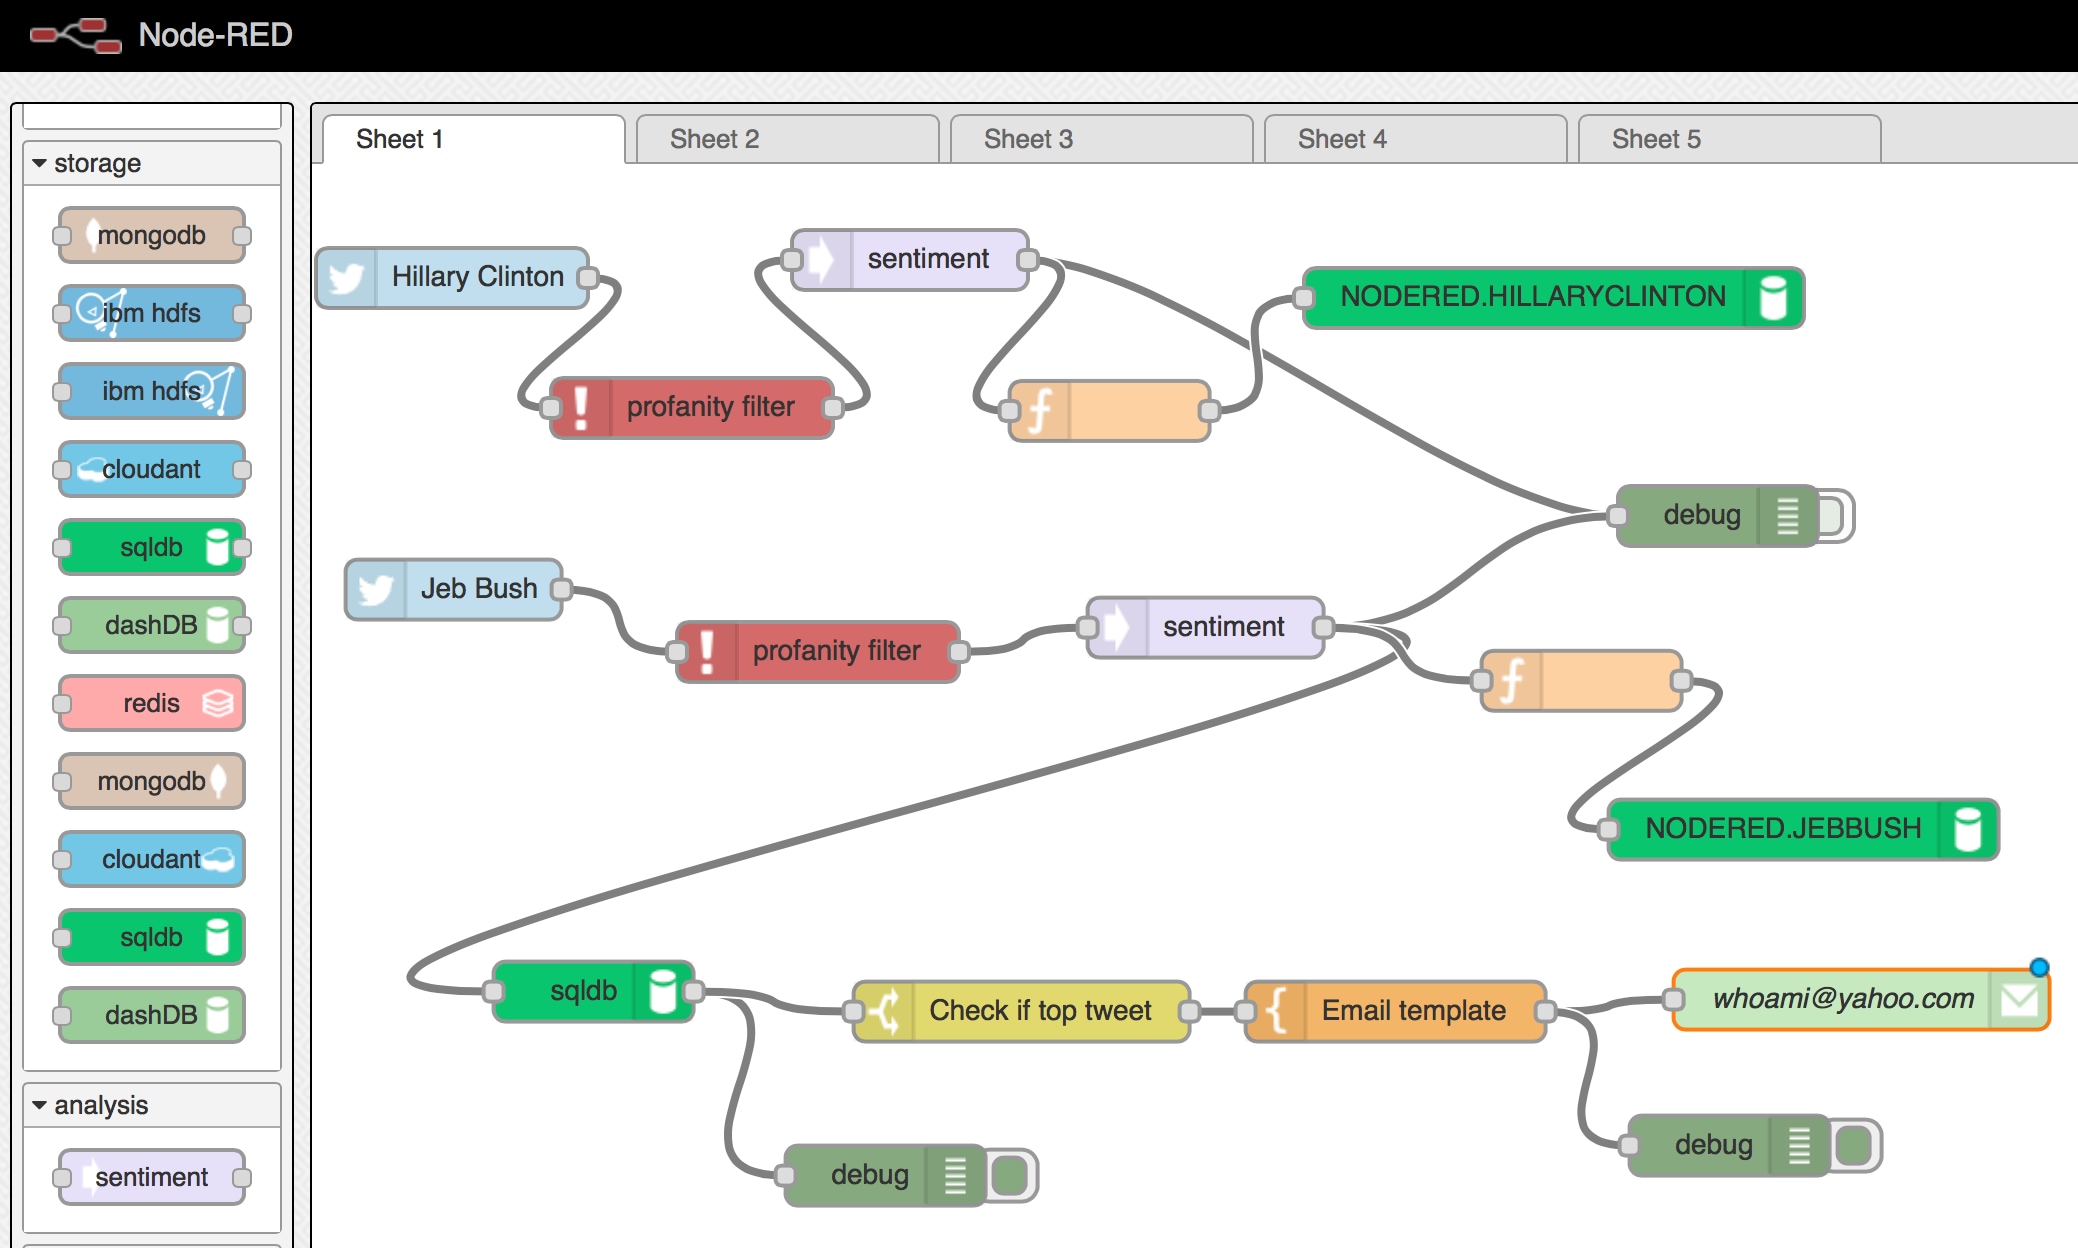 Node-RED
Sheet 1
Sheet 2
Sheet 3
Sheet 4
Sheet 5
storage
mongodb
ibm hdfs
ibm hdfs
cloudant
sqldb
dashDB
redis
mongodb
cloudant
sqldb
dashDB
analysis
sentiment
Hillary Clinton
profanity filter
sentiment
NODERED.HILLARYCLINTON
debug
Jeb Bush
profanity filter
sentiment
NODERED.JEBBUSH
sqldb
Check if top tweet
Email template
whoami@yahoo.com
debug
debug